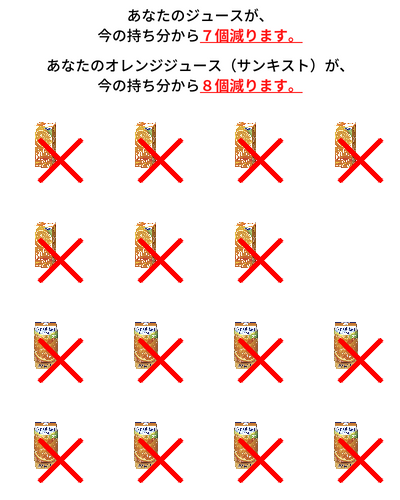 あなたのジュースが、
今の持ち分から７個減ります。
あなたのオレンジジュース（サンキスト）が、
今の持ち分から８個減ります。